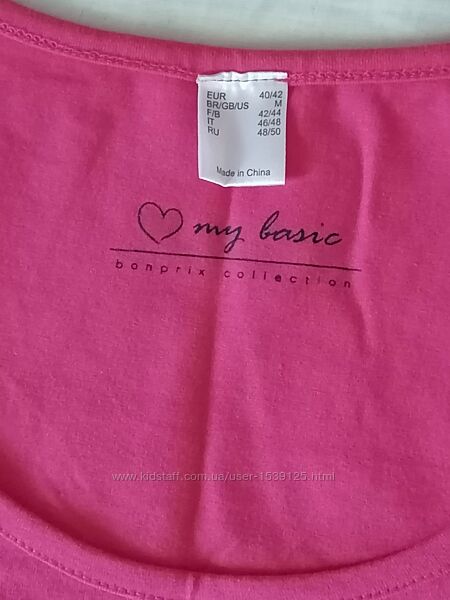 EUR 40/42
BR/GB/US M
F/B 42/44
IT 46/48
RU 48/50
Made in China
my basic
bonprix collection
www.kidstaff.com.ua/user-1539125.html